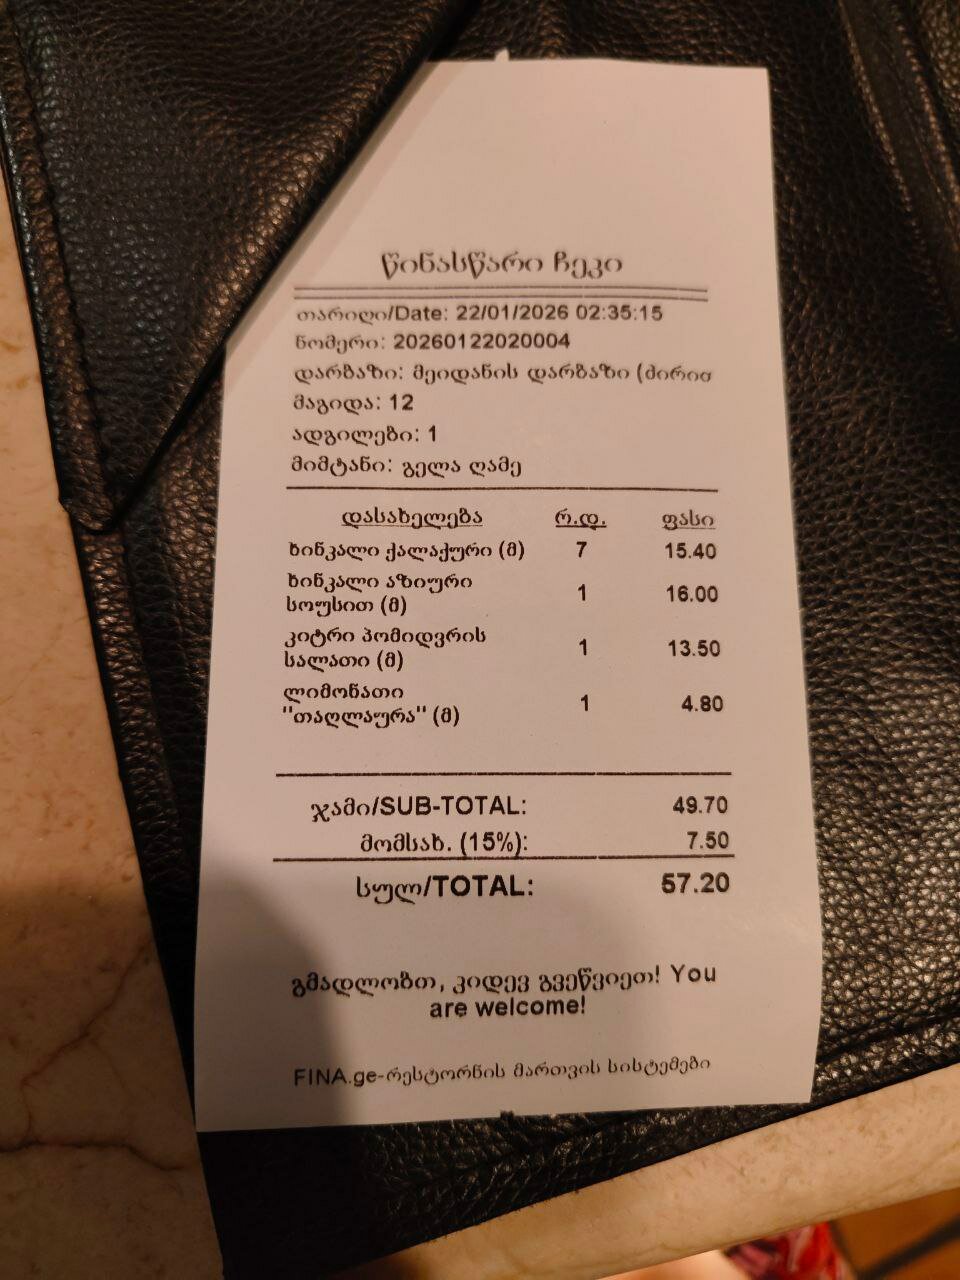 წინასწარი ჩეკი
თარიღი/Date: 22/01/2026 02:35:15
ნომერი: 20260122020004
დარბაზი: მეიდანის დარბაზი (ძირით
მაგიდა: 12
ადგილები: 1
მიმტანი: გელა ღამე
დასახელება რ.დ. ფასი
ხინკალი ქალაქური (მ) 7 15.40
ხინკალი აზიური
სოუსით (მ) 1 16.00
კიტრი პომიდვრის
სალათი (მ) 1 13.50
ლიმონათი
"თაღლაურა" (მ) 1 4.80
ჯამი/SUB-TOTAL: 49.70
მომსახ. (15%): 7.50
სულ/TOTAL: 57.20
გმადლობთ, კიდევ გვეწვიეთ! You
are welcome!
FINA.ge-რესტორნის მართვის სისტემები